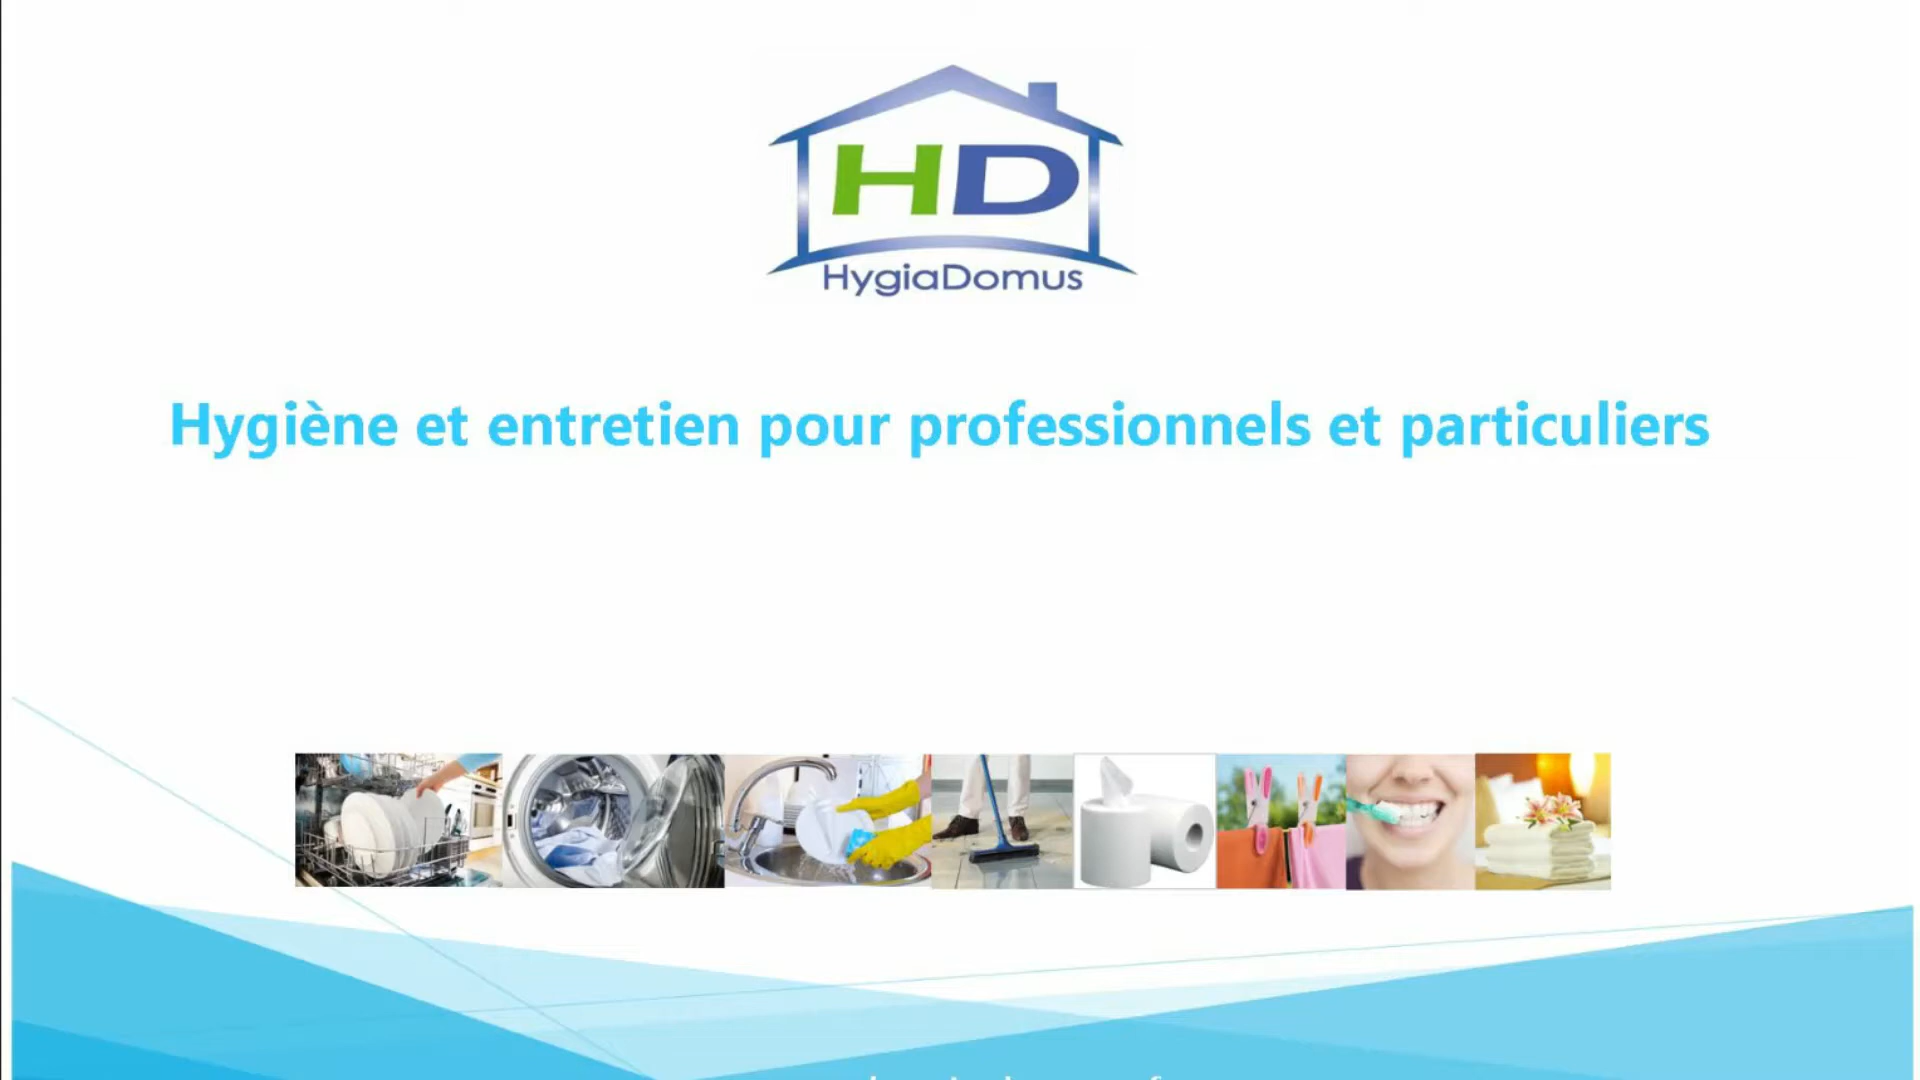 HD
HygiaDomus
Hygiène et entretien pour professionnels et particuliers